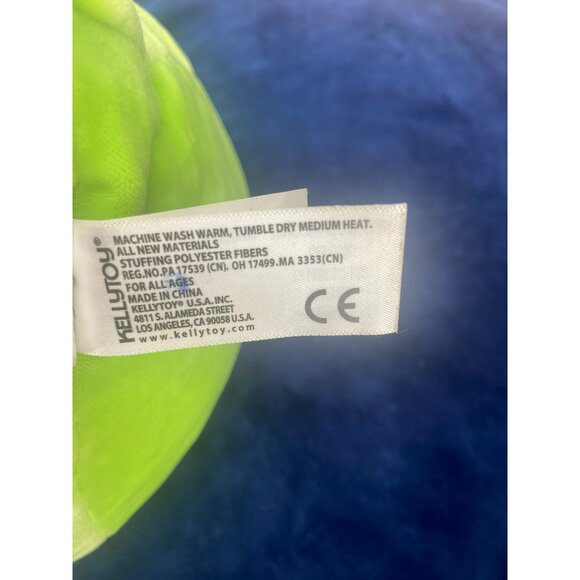 KELLYTOY®
MACHINE WASH WARM, TUMBLE DRY MEDIUM HEAT.
ALL NEW MATERIALS
STUFFING POLYESTER FIBERS
REG.NO.PA 17539 (CN). OH 17499.MA 3353(CN)
FOR ALL AGES
MADE IN CHINA
KELLYTOY® U.S.A. INC.
4811 S. ALAMEDA STREET
LOS ANGELES, CA 90058 U.S.A.
www.kellytoy.com
CE